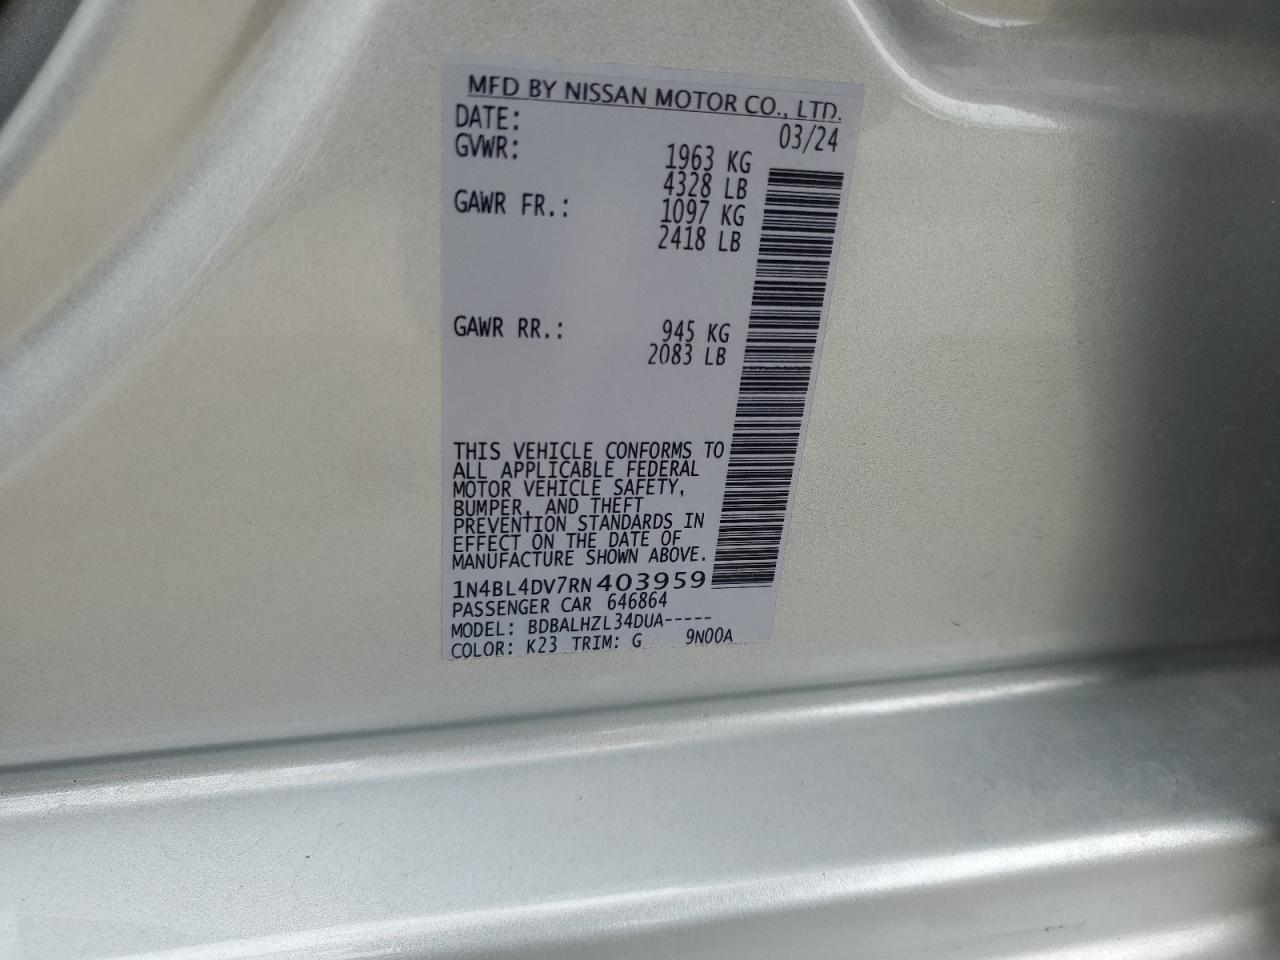 MFD BY NISSAN MOTOR CO., LTD.
DATE: 03/24
GVWR: 1963 KG
4328 LB
GAWR FR.: 1097 KG
2418 LB
GAWR RR.: 945 KG
2083 LB
THIS VEHICLE CONFORMS TO
ALL APPLICABLE FEDERAL
MOTOR VEHICLE SAFETY,
BUMPER, AND THEFT
PREVENTION STANDARDS IN
EFFECT ON THE DATE OF
MANUFACTURE SHOWN ABOVE.
1N4BL4DV7RN403959
PASSENGER CAR 646864
MODEL: BDBALHZL34DUA-----
COLOR: K23 TRIM: G 9N00A